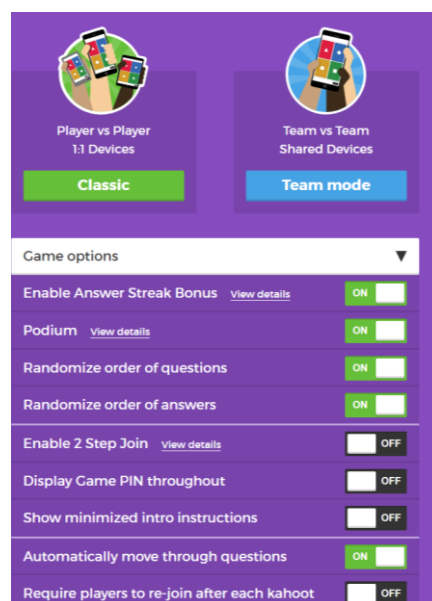 Player vs Player
1:1 Devices
Classic
Team vs Team
Shared Devices
Team mode
Game options
Enable Answer Streak Bonus View details ON
Podium View details ON
Randomize order of questions ON
Randomize order of answers ON
Enable 2 Step Join View details OFF
Display Game PIN throughout OFF
Show minimized intro instructions OFF
Automatically move through questions ON
Require players to re-join after each kahoot OFF